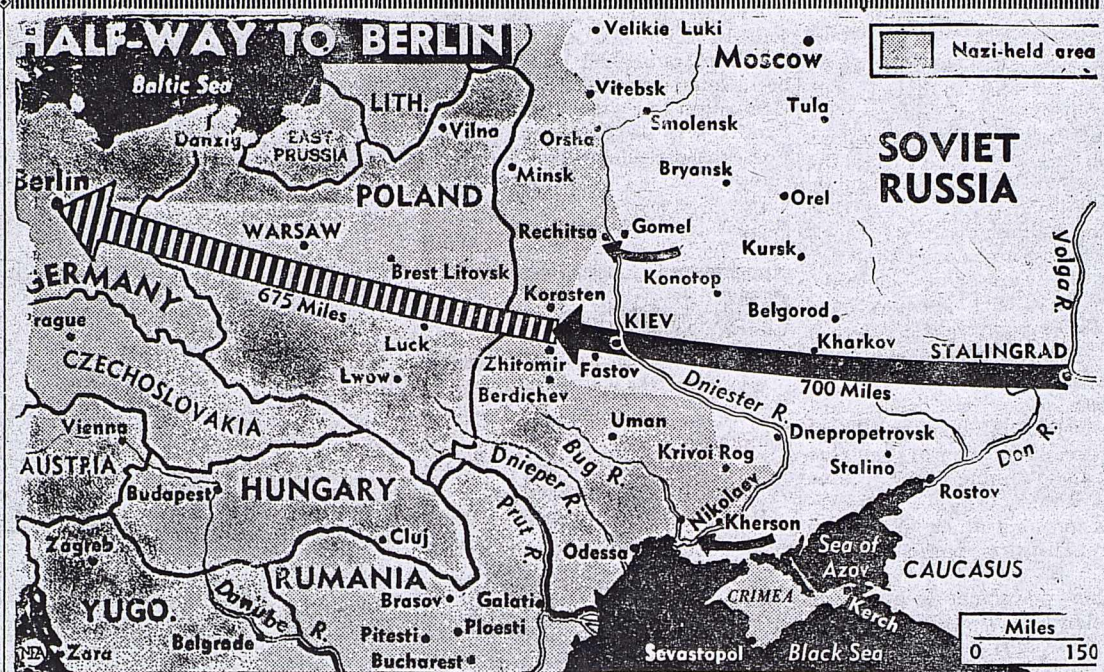 HALF-WAY TO BERLIN
Nazi-held area
Velikie Luki
Moscow
Baltic Sea
LITH.
Vitebsk
Tula
Smolensk
Danzig
EAST
PRUSSIA
Vilna
Orsha
SOVIET
RUSSIA
Minsk
Bryansk
Berlin
POLAND
Orel
WARSAW
Rechitsa
Gomel
Kursk
Volga R.
Brest Litovsk
Konotop
GERMANY
675 Miles
Korosten
Belgorod
Prague
KIEV
Kharkov
STALINGRAD
Luck
Zhitomir
Fastov
700 Miles
CZECHOSLOVAKIA
Lwow
Berdichev
Dniester R.
Vienna
Uman
Dnepropetrovsk
Don R.
AUSTRIA
Bug R.
Krivoi Rog
Stalino
Budapest
HUNGARY
Dnieper R.
Nikolaev
Rostov
Prut R.
Kherson
Zagreb
Cluj
Odessa
Sea of
Azov
CAUCASUS
RUMANIA
CRIMEA
Kerch
YUGO.
Danube R.
Brasov
Galati
Miles
0 150
Belgrade
Pitesti
Ploesti
NEA
Zara
Bucharest
Sevastopol
Black Sea